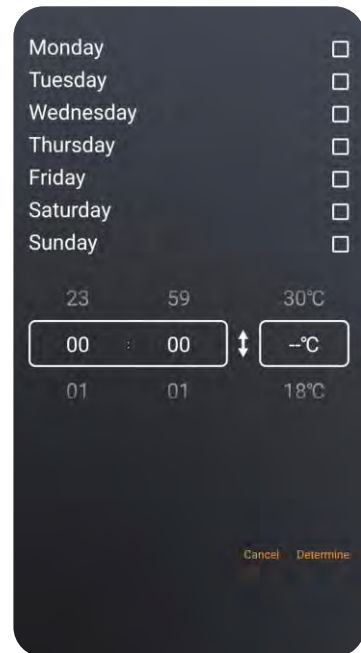 Monday
Tuesday
Wednesday
Thursday
Friday
Saturday
Sunday
23 59 30°C
00 : 00 --°C
01 01 18°C
Cancel Determine